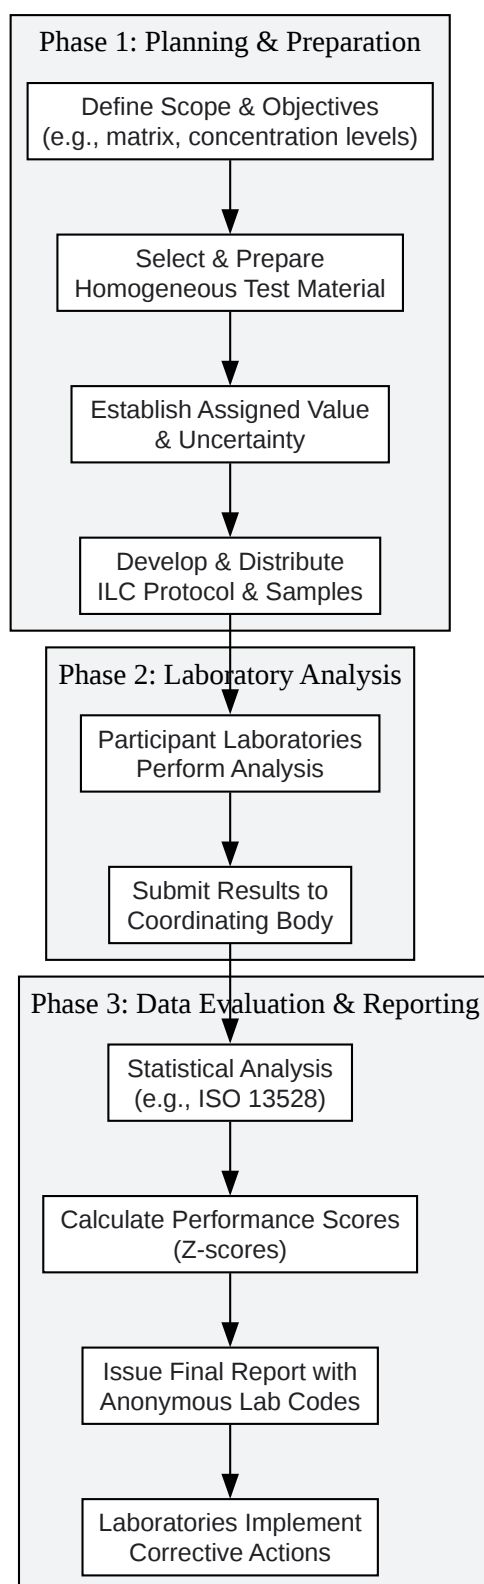 Phase 1: Planning & Preparation
Define Scope & Objectives
(e.g., matrix, concentration levels)
Select & Prepare
Homogeneous Test Material
Establish Assigned Value
& Uncertainty
Develop & Distribute
ILC Protocol & Samples
Phase 2: Laboratory Analysis
Participant Laboratories
Perform Analysis
Submit Results to
Coordinating Body
Phase 3: Data Evaluation & Reporting
Statistical Analysis
(e.g., ISO 13528)
Calculate Performance Scores
(Z-scores)
Issue Final Report with
Anonymous Lab Codes
Laboratories Implement
Corrective Actions